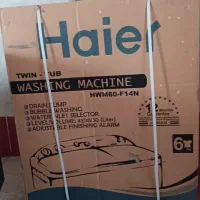 Haier
TWIN - TUB
WASHING MACHINE
HWM60-F14N
DRAIN PUMP
BUBBLE WASHING
WATER INLET SELECTOR
ADJUSTABLE FINISHING ALARM
6